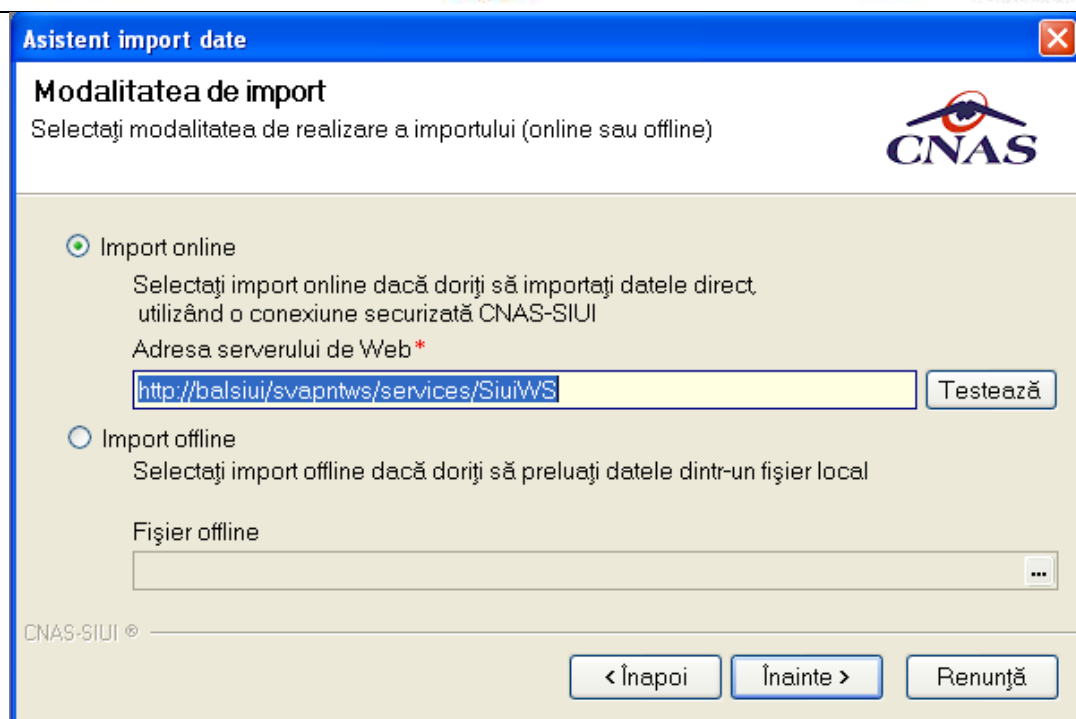 Asistent import date
Modalitatea de import
Selectaţi modalitatea de realizare a importului (online sau offline)
CNAS
Import online
Selectaţi import online dacă doriţi să importaţi datele direct,
utilizând o conexiune securizată CNAS-SIUI
Adresa serverului de Web*
http://balsiui/svapntws/services/SiuiWS
Testează
Import offline
Selectaţi import offline dacă doriţi să preluaţi datele dintr-un fişier local
Fişier offline
...
CNAS-SIUI ®
< Înapoi
Înainte >
Renunţă